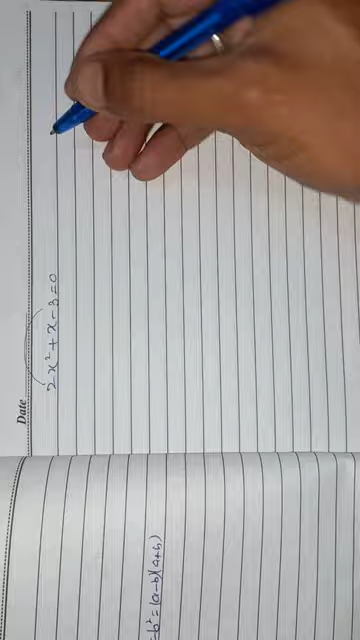 Date
2x² + x - 3 = 0
b² = (a-b)(a+b)